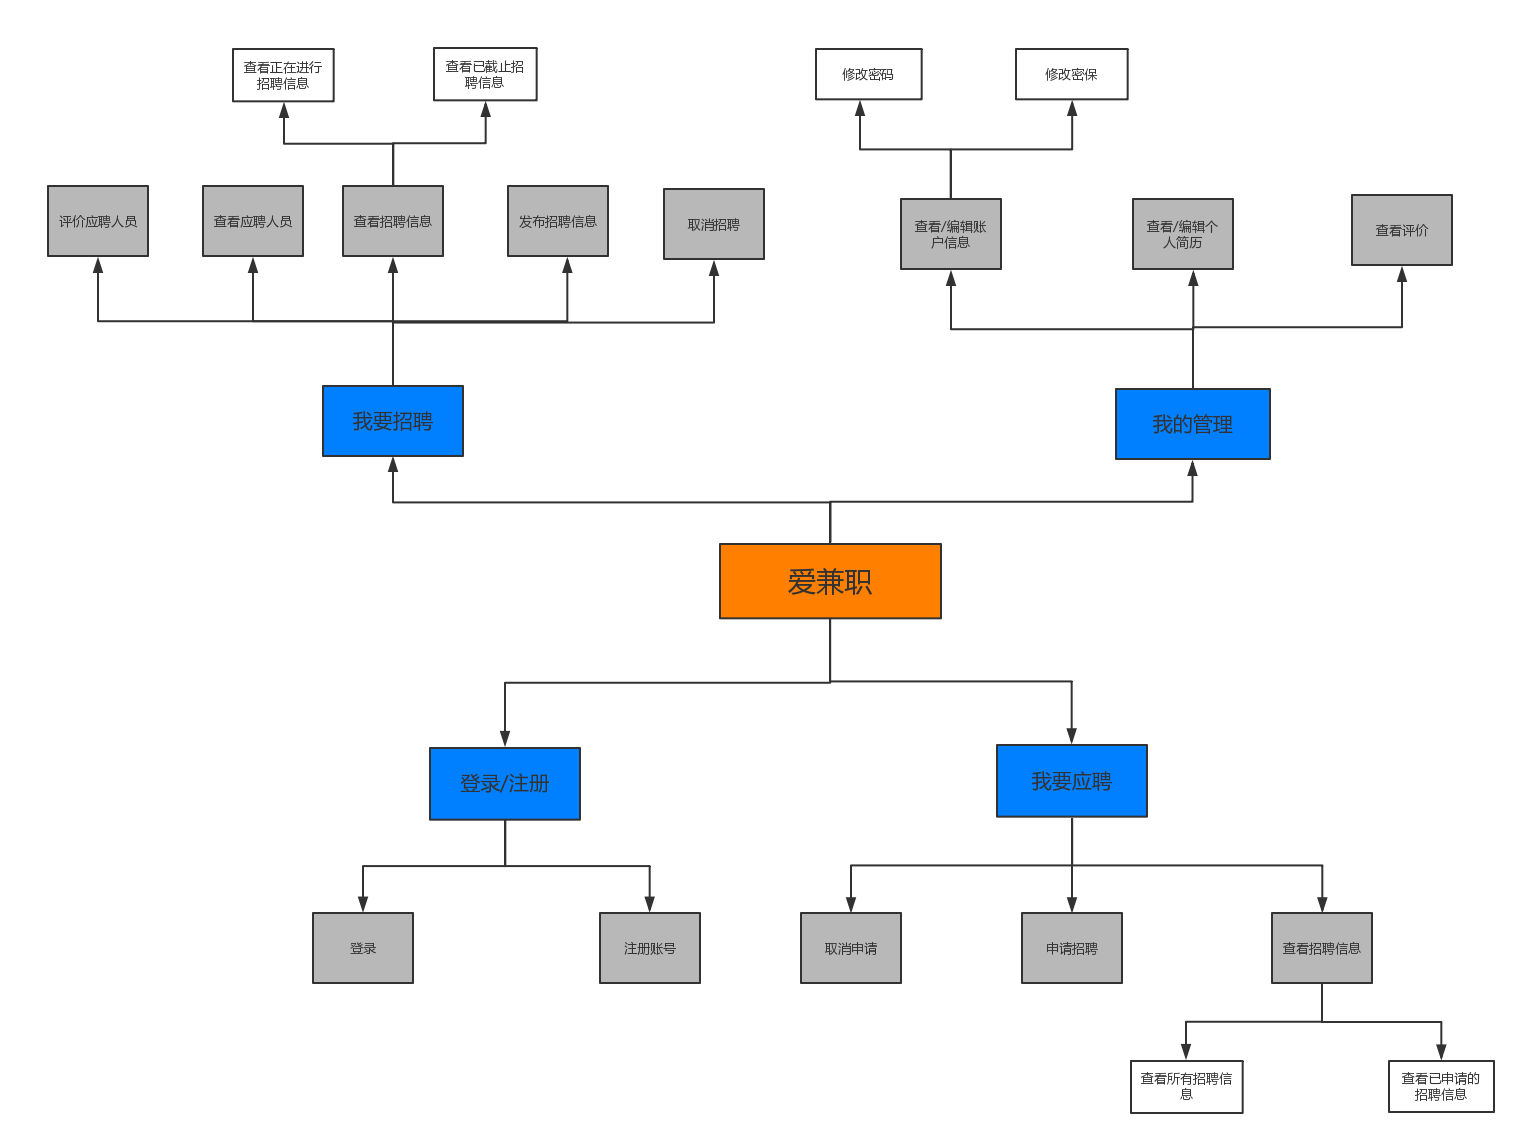 查看正在进行
招聘信息
查看已截止招
聘信息
修改密码
修改密保
评价应聘人员
查看应聘人员
查看招聘信息
发布招聘信息
取消招聘
查看/编辑账
户信息
查看/编辑个
人简历
查看评价
我要招聘
我的管理
爱兼职
登录/注册
我要应聘
登录
注册账号
取消申请
申请招聘
查看招聘信息
查看所有招聘信
息
查看已申请的
招聘信息